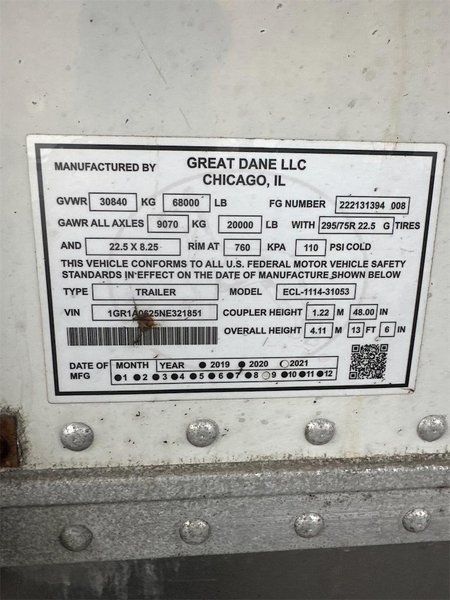 MANUFACTURED BY GREAT DANE LLC
CHICAGO, IL
GVWR 30840 KG 68000 LB FG NUMBER 222131394 008
GAWR ALL AXLES 9070 KG 20000 LB WITH 295/75R 22.5 G TIRES
AND 22.5 X 8.25 RIM AT 760 KPA 110 PSI COLD
THIS VEHICLE CONFORMS TO ALL U.S. FEDERAL MOTOR VEHICLE SAFETY
STANDARDS IN EFFECT ON THE DATE OF MANUFACTURE SHOWN BELOW
TYPE TRAILER MODEL ECL-1114-31053
VIN 1GR1A0625NE321851 COUPLER HEIGHT 1.22 M 48.00 IN
OVERALL HEIGHT 4.11 M 13 FT 6 IN
DATE OF MFG MONTH YEAR 2019 2020 2021
1 2 3 4 5 6 7 8 9 10 11 12